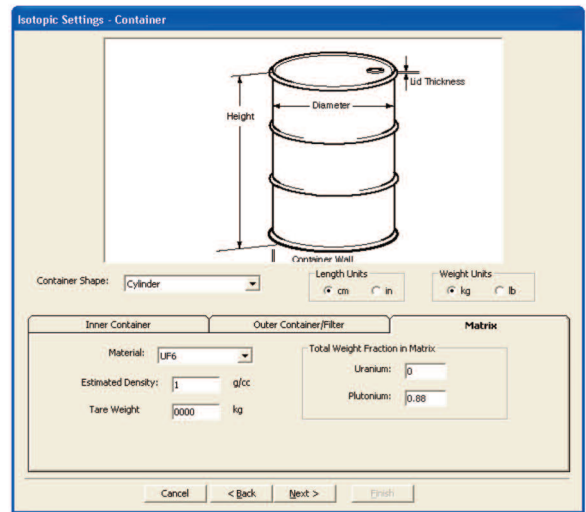 Isotopic Settings - Container
Lid Thickness
Diameter
Height
Container Wall
Container Shape: Cylinder
Length Units
cm in
Weight Units
kg lb
Inner Container Outer Container/Filter Matrix
Material: UF6
Estimated Density: 1 g/cc
Tare Weight 0000 kg
Total Weight Fraction in Matrix
Uranium: 0
Plutonium: 0.88
Cancel < Back Next > Finish